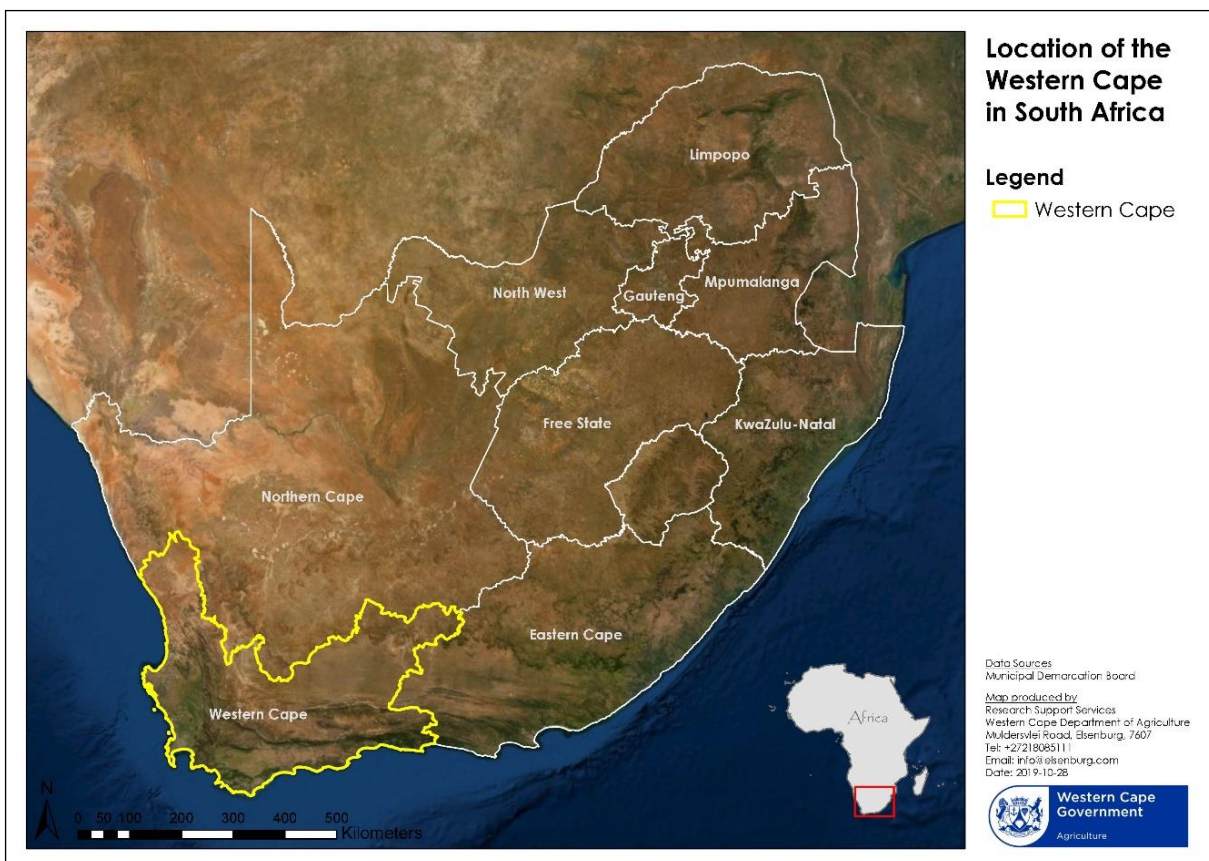 Location of the
Western Cape
in South Africa
Legend
Western Cape
Limpopo
North West
Gauteng
Mpumalanga
Free State
KwaZulu-Natal
Northern Cape
Eastern Cape
Western Cape
Africa
N
0 50 100 200 300 400 500
Kilometers
Data Sources
Municipal Demarcation Board
Map produced by
Research Support Services
Western Cape Department of Agriculture
Muldersvlei Road, Elsenburg, 7607
Tel: +27218085111
Email: info@elsenburg.com
Date: 2019-10-28
Western Cape
Government
Agriculture